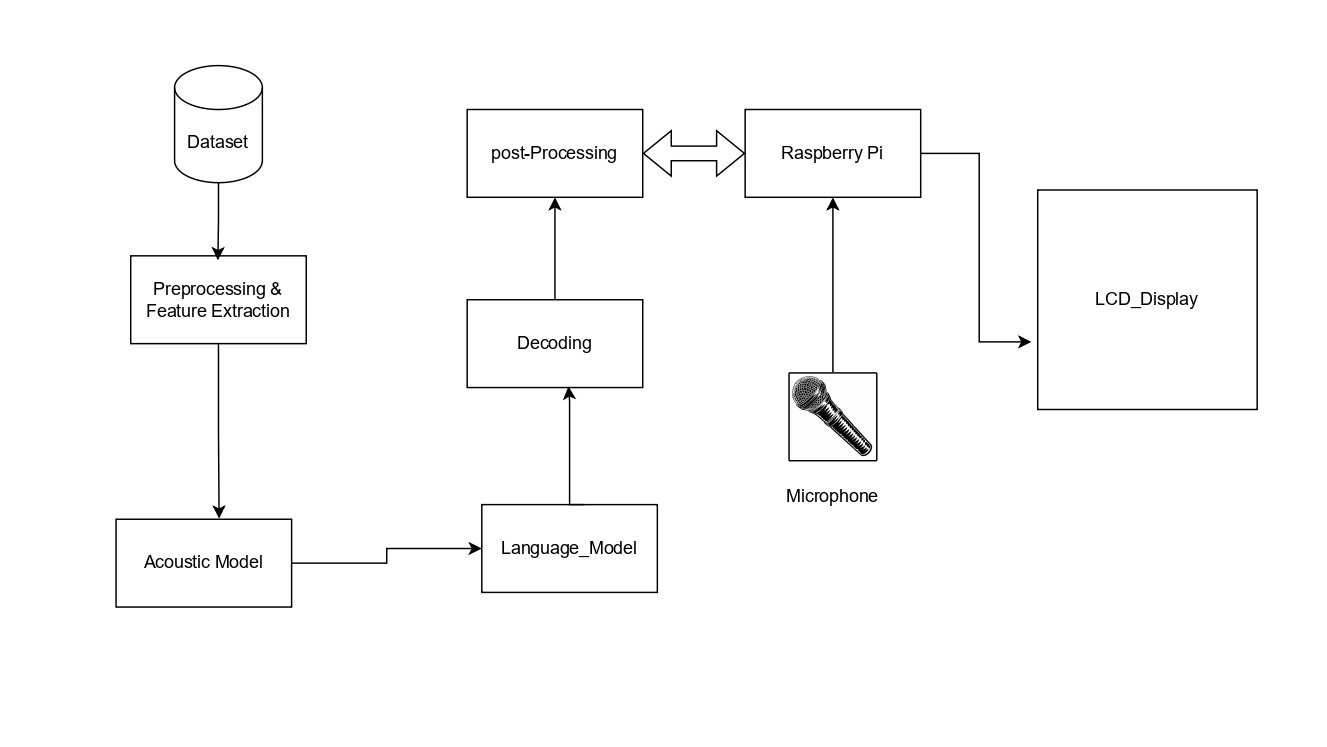 Dataset
Preprocessing &
Feature Extraction
Acoustic Model
Language_Model
Decoding
post-Processing
Raspberry Pi
Microphone
LCD_Display